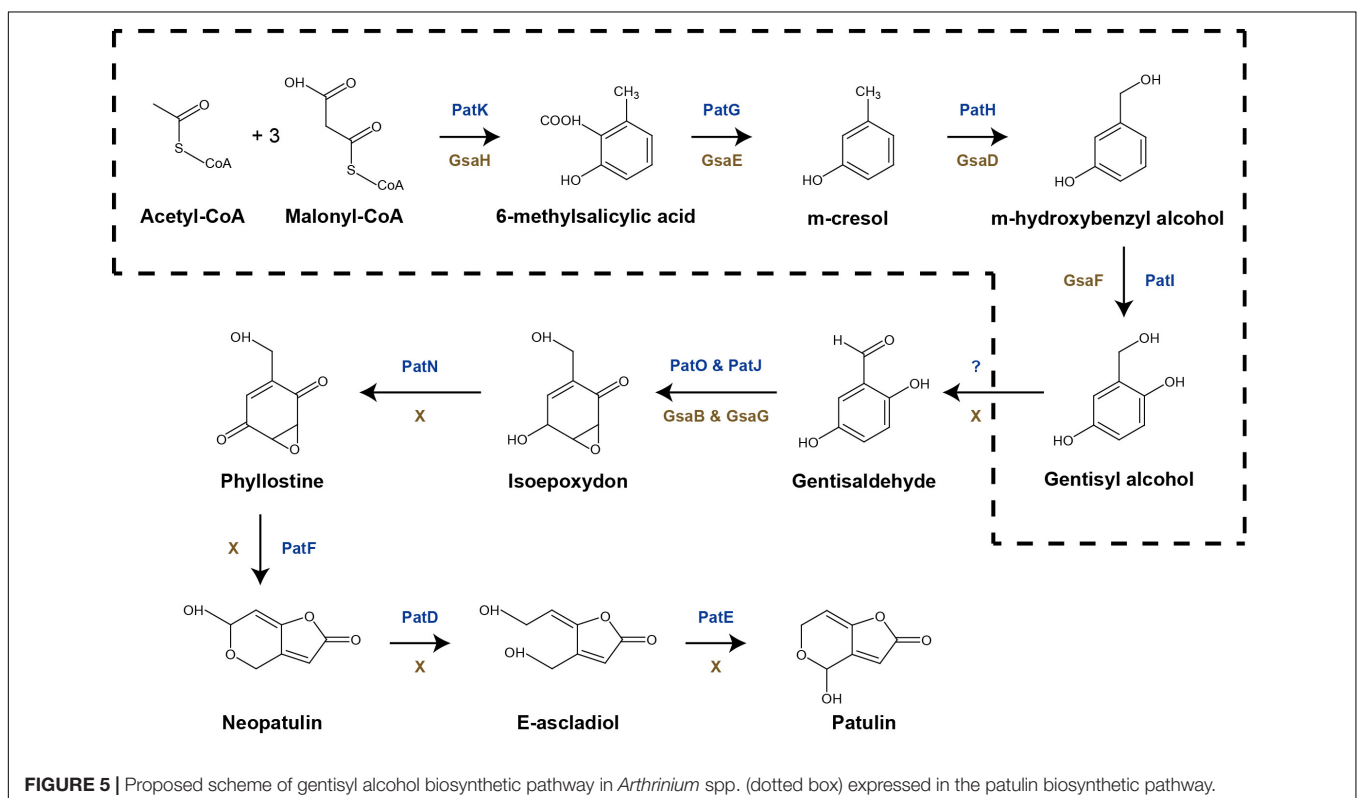 OH O
O CH3 CH3 OH
O PatK COOH PatG PatH
S + 3 GsaH GsaE GsaD
CoA S HO HO HO
CoA
Acetyl-CoA Malonyl-CoA 6-methylsalicylic acid m-cresol m-hydroxybenzyl alcohol
GsaF PatI
OH OH H O OH
PatN PatO & PatJ ?
O O OH OH
X GsaB & GsaG X
O O HO O HO HO
Phyllostine Isoepoxydon Gentisaldehyde Gentisyl alcohol
X PatF
OH O PatD OH O PatE O
O O O
O X OH X O
OH
Neopatulin E-ascladiol Patulin
FIGURE 5 | Proposed scheme of gentisyl alcohol biosynthetic pathway in Arthrinium spp. (dotted box) expressed in the patulin biosynthetic pathway.